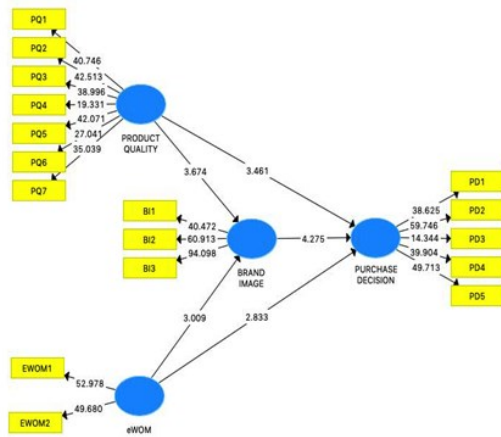 PQ1
PQ2
PQ3
PQ4
PQ5
PQ6
PQ7
40.746
42.513
38.996
19.331
42.071
27.041
35.039
PRODUCT
QUALITY
3.674
3.461
BI1
BI2
BI3
40.472
60.913
94.098
BRAND
IMAGE
4.275
PURCHASE
DECISION
38.625
59.746
14.344
39.904
49.713
PD1
PD2
PD3
PD4
PD5
3.009
2.833
EWOM1
EWOM2
52.978
49.680
eWOM